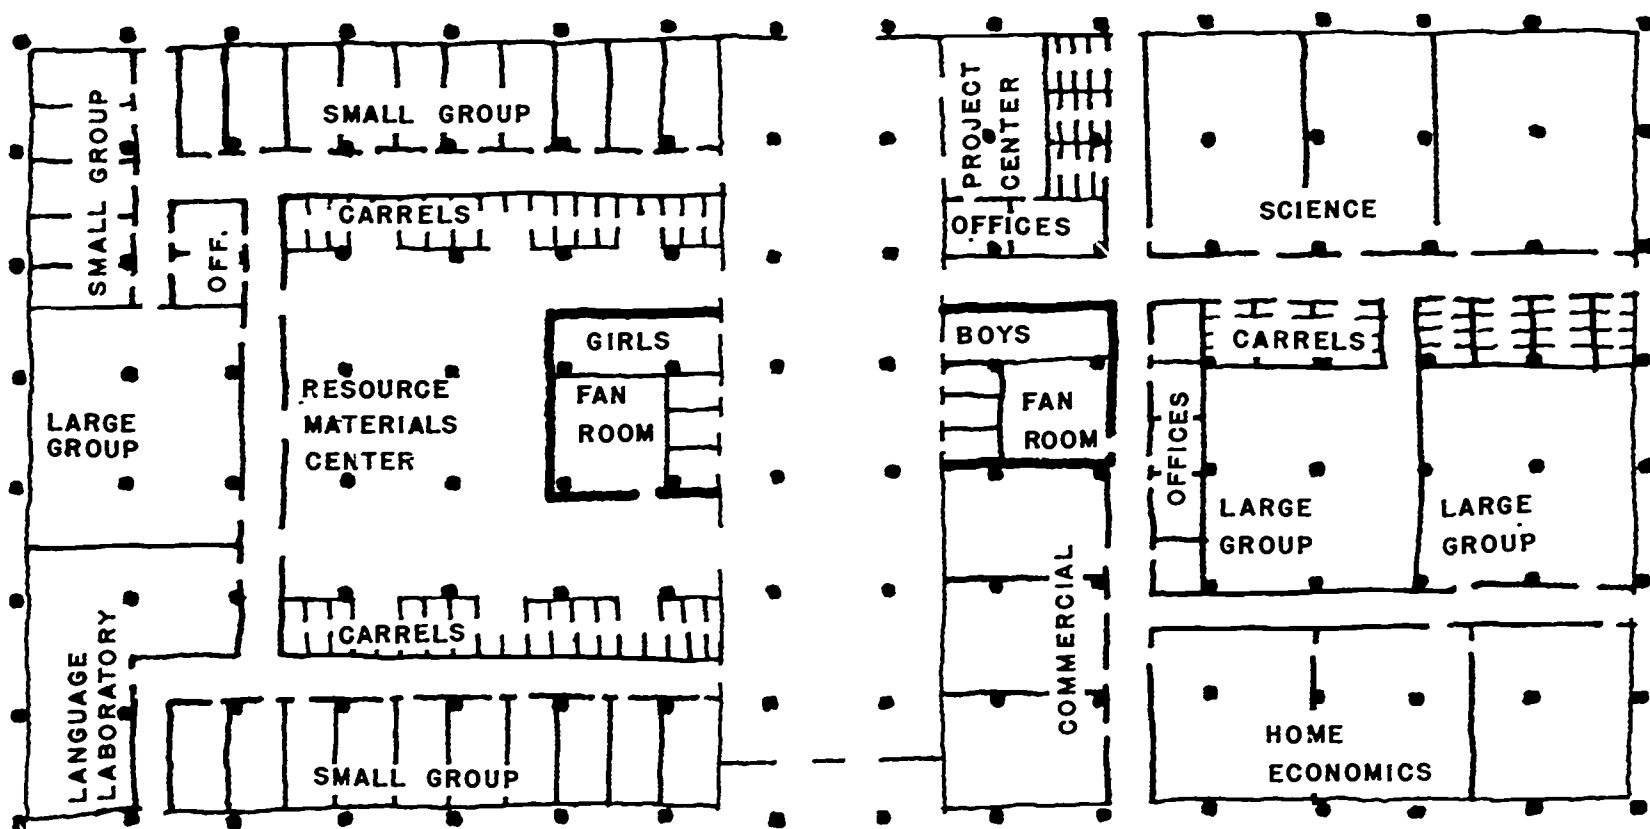 SMALL GROUP
SMALL GROUP
CARRELS
T
OFF.
GIRLS
FAN
ROOM
RESOURCE
MATERIALS
CENTER
LARGE
GROUP
CARRELS
LANGUAGE
LABORATORY
SMALL GROUP
PROJECT
CENTER
OFFICES
SCIENCE
BOYS
FAN
ROOM
CARRELS
OFFICES
LARGE
GROUP
LARGE
GROUP
COMMERCIAL
HOME
ECONOMICS